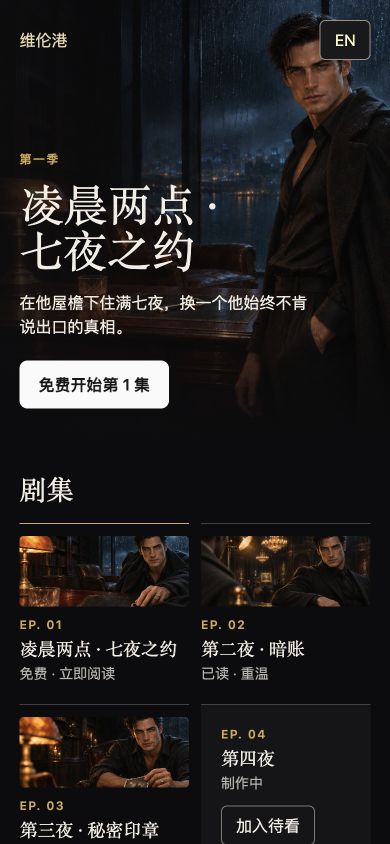 维伦港
EN
第一季
凌晨两点 ·
七夜之约
在他屋檐下住满七夜，换一个他始终不肯
说出口的真相。
免费开始第 1 集
剧集
EP. 01
凌晨两点 · 七夜之约
免费 · 立即阅读
EP. 02
第二夜 · 暗账
已读 · 重温
EP. 03
第三夜 · 秘密印章
EP. 04
第四夜
制作中
加入待看